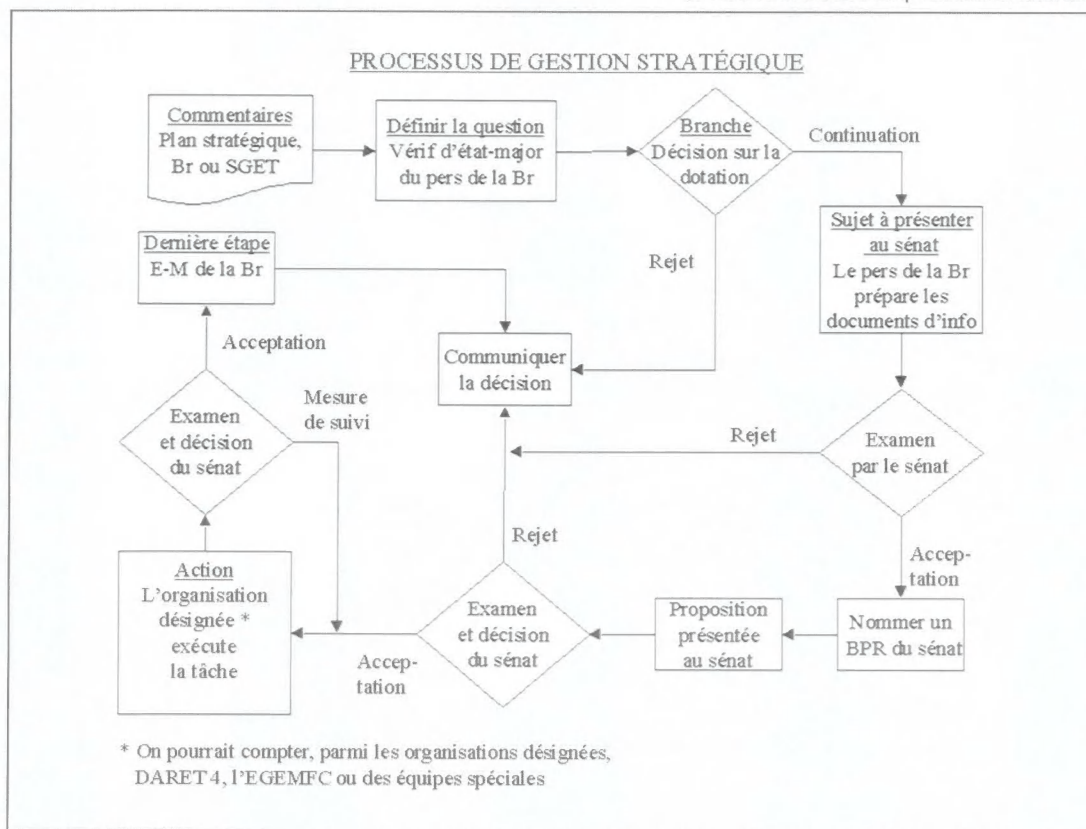 PROCESSUS DE GESTION STRATÉGIQUE
Commentaires
Plan stratégique,
Br ou SGET
Définir la question
Vérif d'état-major
du pers de la Br
Branche
Décision sur la
dotation
Continuation
Rejet
Sujet à présenter
au sénat
Le pers de la Br
prépare les
documents d'info
Dernière étape
E-M de la Br
Communiquer
la décision
Acceptation
Mesure
de suivi
Examen
et décision
du sénat
Rejet
Examen
par le sénat
Accep-
tation
Nommer un
BPR du sénat
Proposition
présentée
au sénat
Rejet
Examen
et décision
du sénat
Accep-
tation
Action
L'organisation
désignée *
exécute
la tâche
* On pourrait compter, parmi les organisations désignées,
DARET 4, l'EGEMFC ou des équipes spéciales